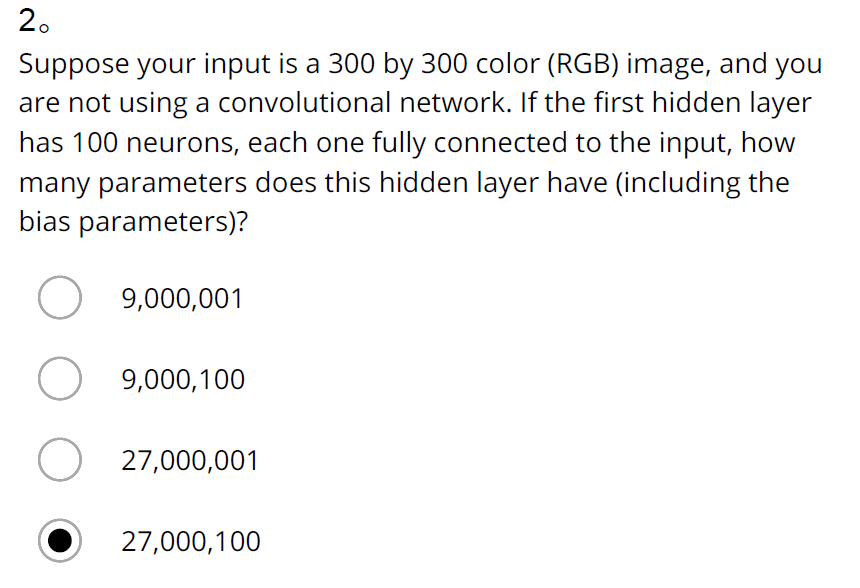 2。
Suppose your input is a 300 by 300 color (RGB) image, and you
are not using a convolutional network. If the first hidden layer
has 100 neurons, each one fully connected to the input, how
many parameters does this hidden layer have (including the
bias parameters)?
9,000,001
9,000,100
27,000,001
27,000,100